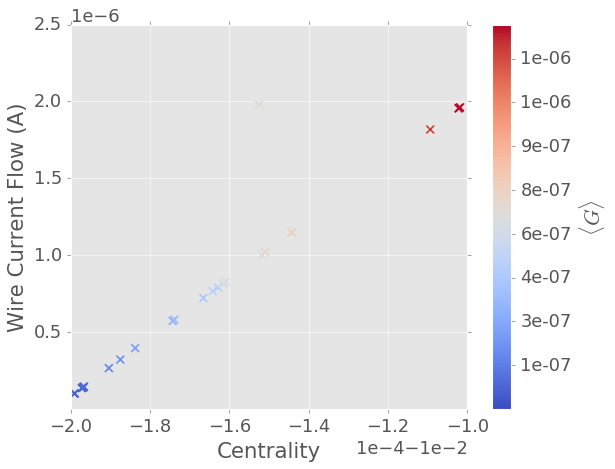 1e−6
2.5
2.0
1.5
1.0
0.5
Wire Current Flow (A)
−2.0 −1.8 −1.6 −1.4 −1.2 −1.0
1e−4−1e−2
Centrality
1e-06
1e-06
9e-07
8e-07
6e-07
4e-07
3e-07
1e-07
⟨G⟩